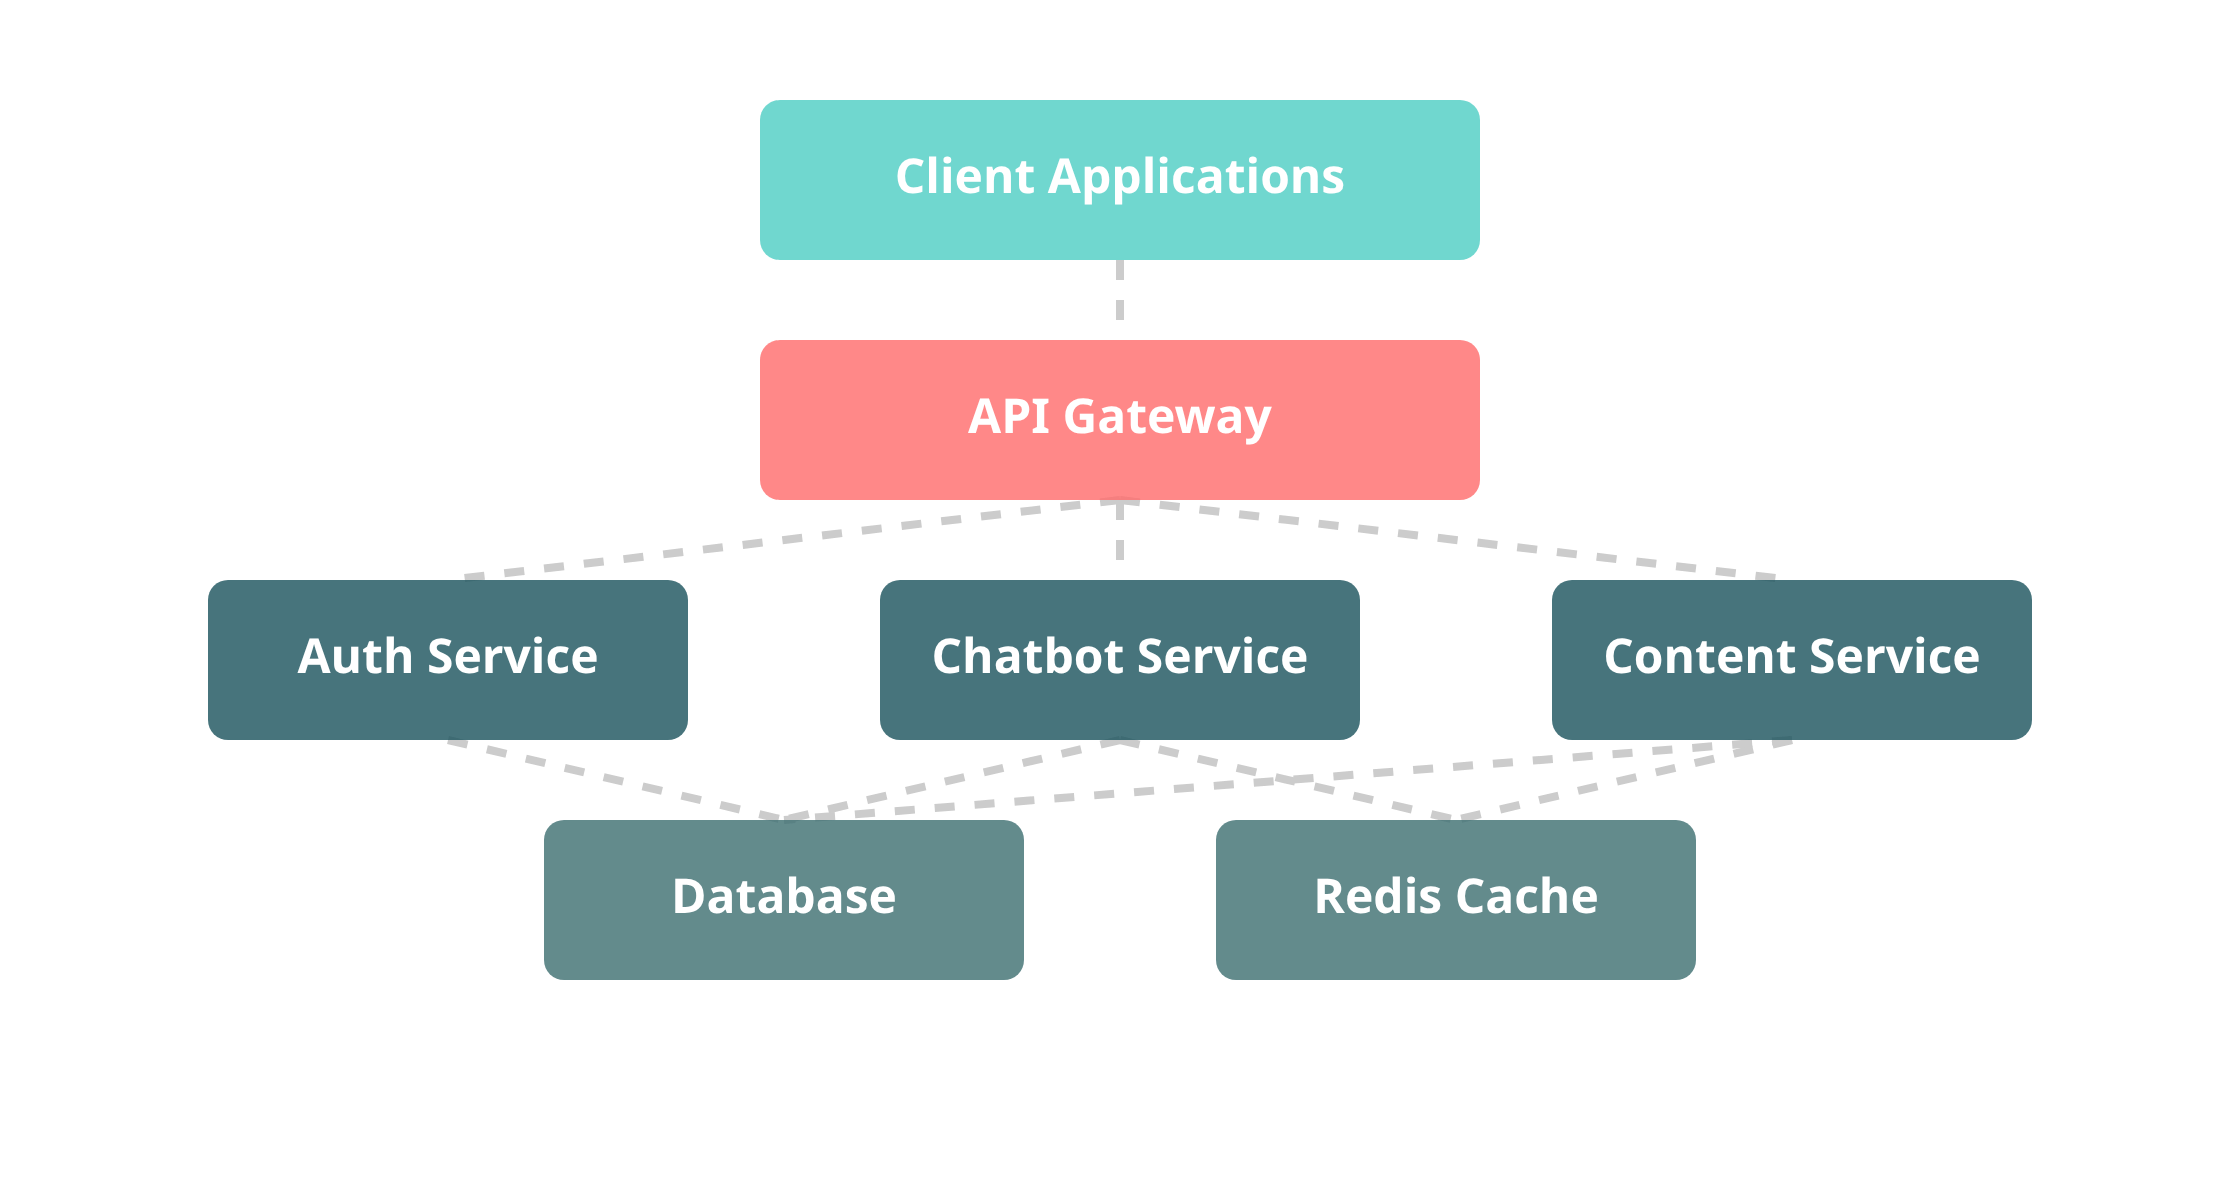 Client Applications
API Gateway
Auth Service
Chatbot Service
Content Service
Database
Redis Cache